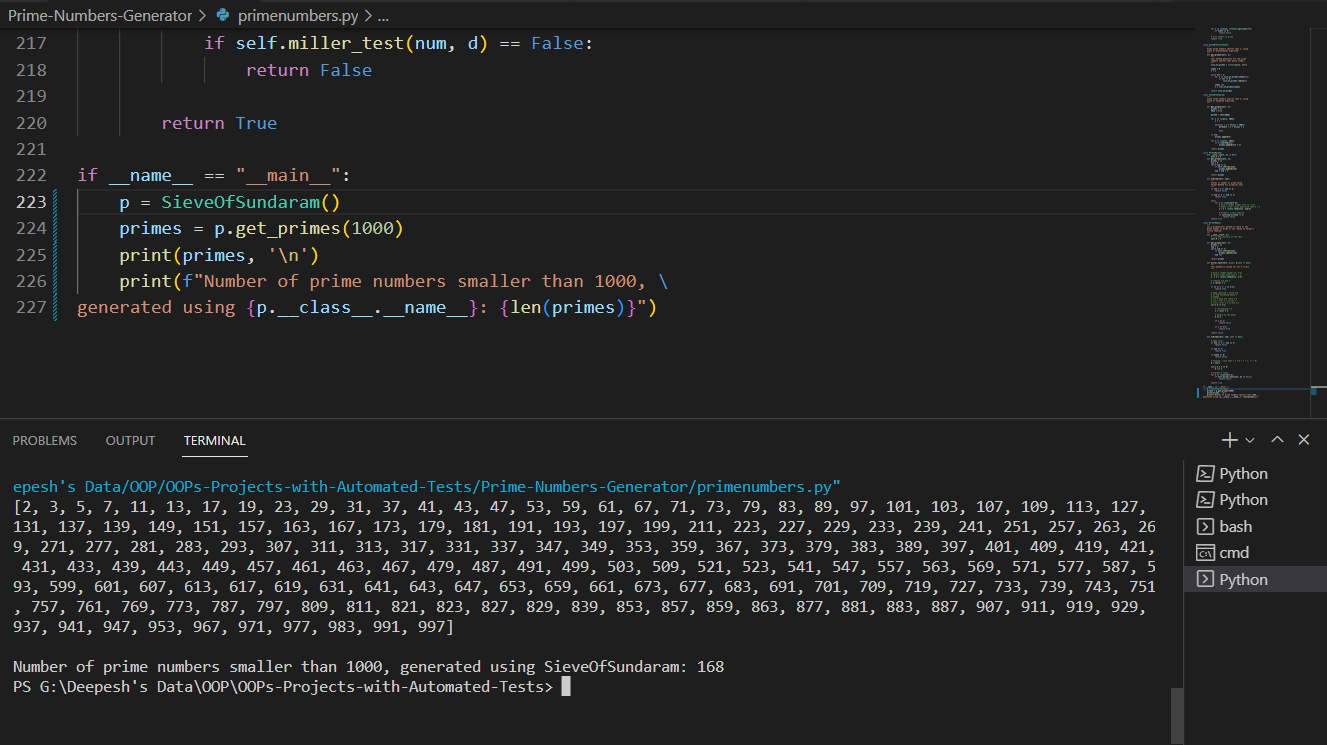 Prime-Numbers-Generator > primenumbers.py > ...
217 if self.miller_test(num, d) == False:
218 return False
219
220 return True
221
222 if __name__ == "__main__":
223 p = SieveOfSundaram()
224 primes = p.get_primes(1000)
225 print(primes, '\n')
226 print(f"Number of prime numbers smaller than 1000, \
227 generated using {p.__class__.__name__}: {len(primes)}")
PROBLEMS OUTPUT TERMINAL
epesh's Data/OOP/OOPs-Projects-with-Automated-Tests/Prime-Numbers-Generator/primenumbers.py"
[2, 3, 5, 7, 11, 13, 17, 19, 23, 29, 31, 37, 41, 43, 47, 53, 59, 61, 67, 71, 73, 79, 83, 89, 97, 101, 103, 107, 109, 113, 127,
131, 137, 139, 149, 151, 157, 163, 167, 173, 179, 181, 191, 193, 197, 199, 211, 223, 227, 229, 233, 239, 241, 251, 257, 263, 26
9, 271, 277, 281, 283, 293, 307, 311, 313, 317, 331, 337, 347, 349, 353, 359, 367, 373, 379, 383, 389, 397, 401, 409, 419, 421,
431, 433, 439, 443, 449, 457, 461, 463, 467, 479, 487, 491, 499, 503, 509, 521, 523, 541, 547, 557, 563, 569, 571, 577, 587, 5
93, 599, 601, 607, 613, 617, 619, 631, 641, 643, 647, 653, 659, 661, 673, 677, 683, 691, 701, 709, 719, 727, 733, 739, 743, 751
, 757, 761, 769, 773, 787, 797, 809, 811, 821, 823, 827, 829, 839, 853, 857, 859, 863, 877, 881, 883, 887, 907, 911, 919, 929,
937, 941, 947, 953, 967, 971, 977, 983, 991, 997]
Number of prime numbers smaller than 1000, generated using SieveOfSundaram: 168
PS G:\Deepesh's Data\OOP\OOPs-Projects-with-Automated-Tests>
Python
Python
bash
cmd
Python